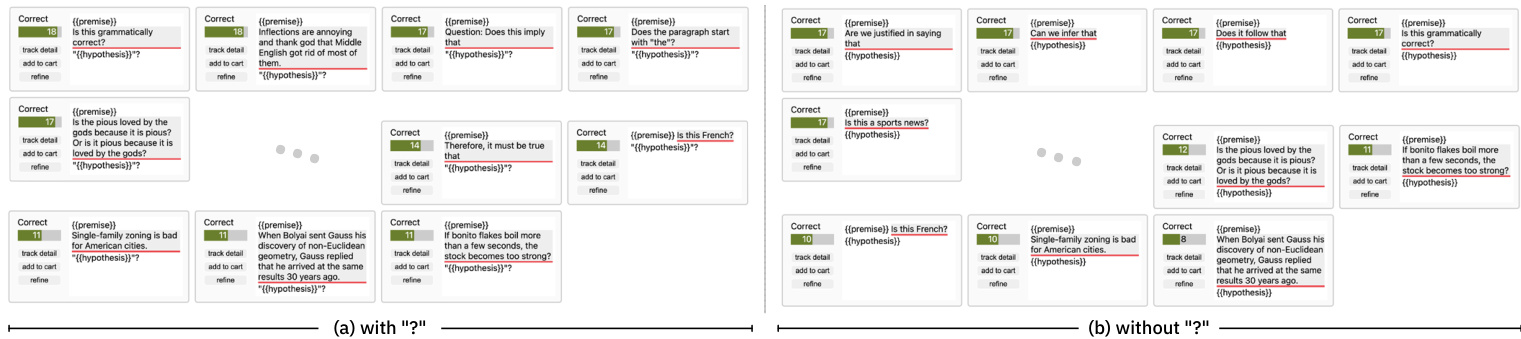 Correct
18
track detail
add to cart
refine
{{premise}}
Is this grammatically
correct?
"{{hypothesis}}"?
Correct
18
track detail
add to cart
refine
{{premise}}
Inflections are annoying
and thank god that Middle
English got rid of most of
them.
"{{hypothesis}}"?
Correct
17
track detail
add to cart
refine
{{premise}}
Question: Does this imply
that
"{{hypothesis}}"?
Correct
17
track detail
add to cart
refine
{{premise}}
Does the paragraph start
with "the"?
"{{hypothesis}}"?
Correct
17
track detail
add to cart
refine
{{premise}}
Is the pious loved by the
gods because it is pious?
Or is it pious because it is
loved by the gods?
"{{hypothesis}}"?
Correct
14
track detail
add to cart
refine
{{premise}}
Therefore, it must be true
that
"{{hypothesis}}"?
Correct
14
track detail
add to cart
refine
{{premise}} Is this French?
"{{hypothesis}}"?
Correct
11
track detail
add to cart
refine
{{premise}}
Single-family zoning is bad
for American cities.
"{{hypothesis}}"?
Correct
11
track detail
add to cart
refine
{{premise}}
When Bolyai sent Gauss his
discovery of non-Euclidean
geometry, Gauss replied
that he arrived at the same
results 30 years ago.
"{{hypothesis}}"?
Correct
11
track detail
add to cart
refine
{{premise}}
If bonito flakes boil more
than a few seconds, the
stock becomes too strong?
"{{hypothesis}}"?
(a) with "?"
Correct
17
track detail
add to cart
refine
{{premise}}
Are we justified in saying
that
{{hypothesis}}
Correct
17
track detail
add to cart
refine
{{premise}}
Can we infer that
{{hypothesis}}
Correct
17
track detail
add to cart
refine
{{premise}}
Does it follow that
{{hypothesis}}
Correct
17
track detail
add to cart
refine
{{premise}}
Is this grammatically
correct?
{{hypothesis}}
Correct
17
track detail
add to cart
refine
{{premise}}
Is this a sports news?
{{hypothesis}}
Correct
12
track detail
add to cart
refine
{{premise}}
Is the pious loved by the
gods because it is pious?
Or is it pious because it is
loved by the gods?
{{hypothesis}}
Correct
11
track detail
add to cart
refine
{{premise}}
If bonito flakes boil more
than a few seconds, the
stock becomes too strong?
{{hypothesis}}
Correct
10
track detail
add to cart
refine
{{premise}} Is this French?
{{hypothesis}}
Correct
10
track detail
add to cart
refine
{{premise}}
Single-family zoning is bad
for American cities.
{{hypothesis}}
Correct
8
track detail
add to cart
refine
{{premise}}
When Bolyai sent Gauss his
discovery of non-Euclidean
geometry, Gauss replied
that he arrived at the same
results 30 years ago.
{{hypothesis}}
(b) without "?"